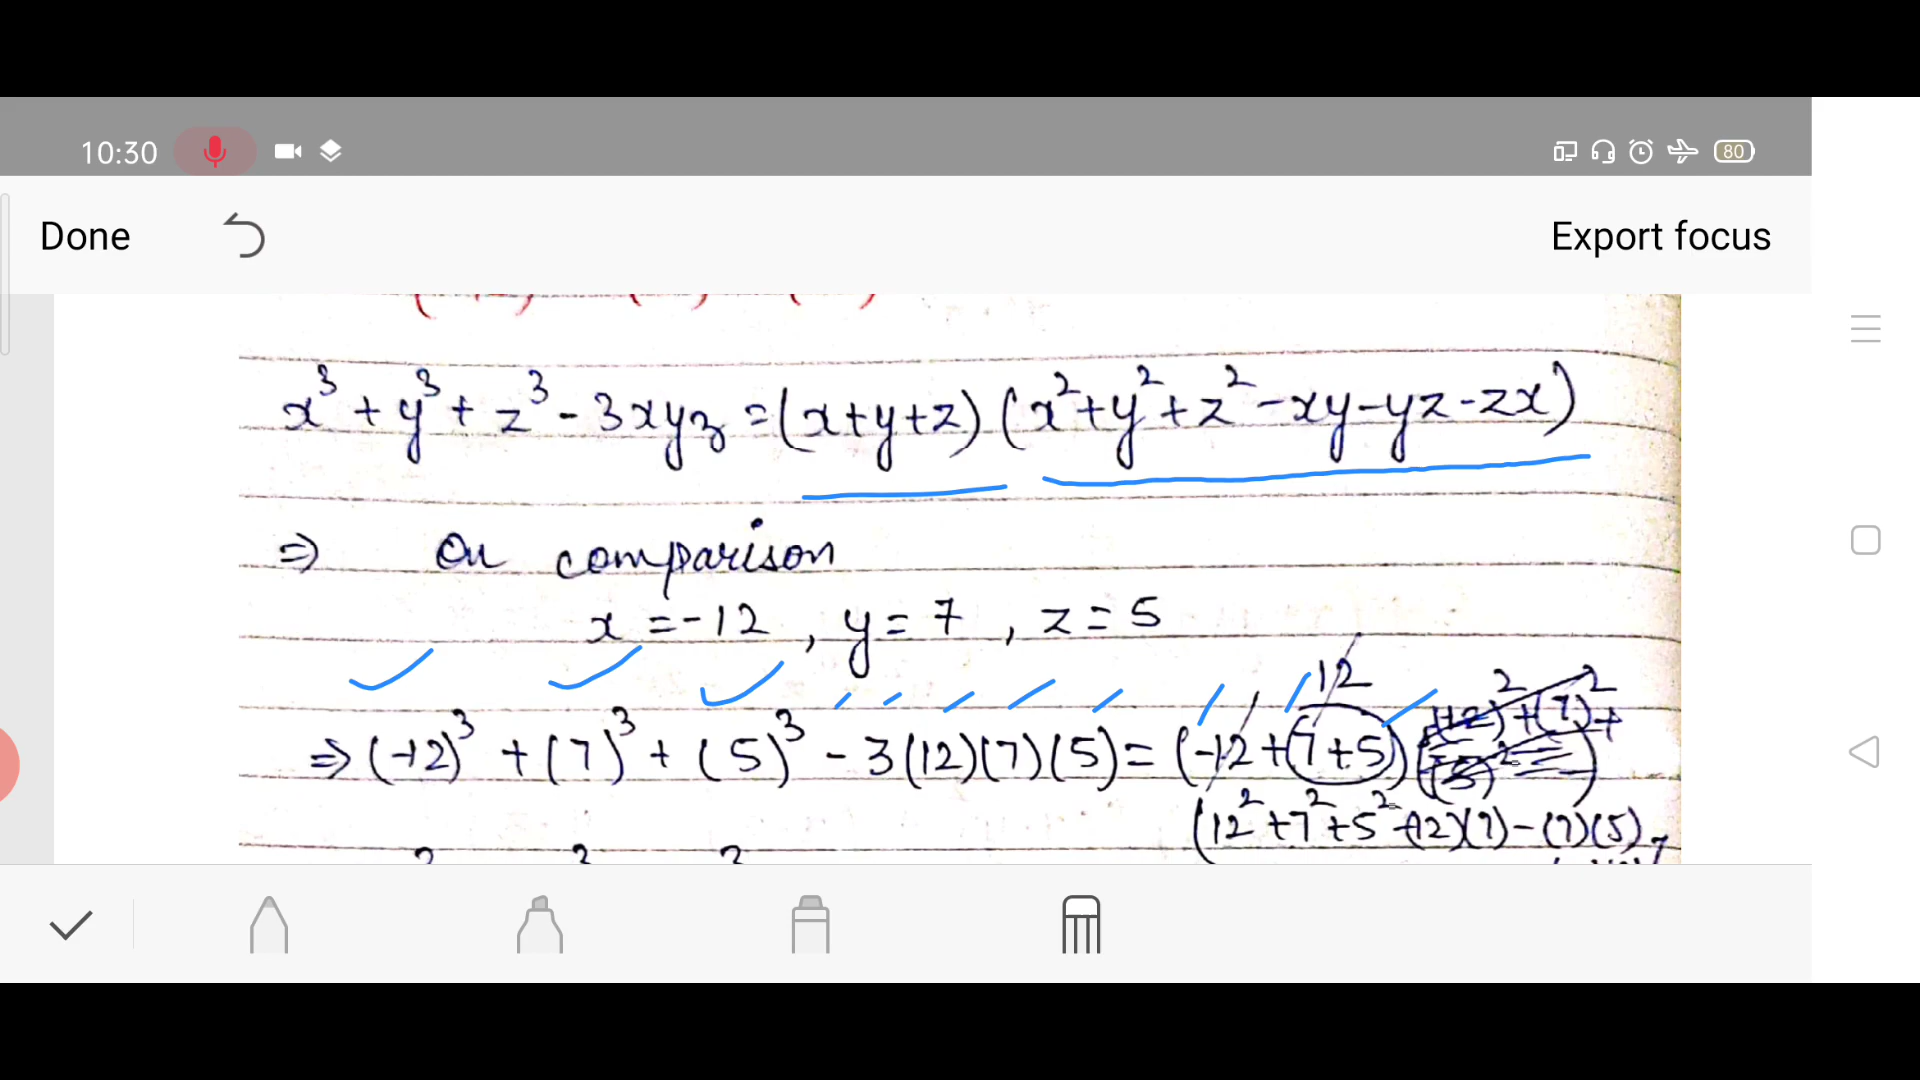 10:30 80
Done Export focus
x³ + y³ + z³ - 3xyz = (x+y+z) (x²+y²+z²-xy-yz-zx)
⇒ On comparison
x = -12 , y = 7 , z = 5
12
⇒ (-12)³ + (7)³ + (5)³ - 3(12)(7)(5) = (-12+(7+5))
(12²+7²+5²-(12)(7)-(7)(5)